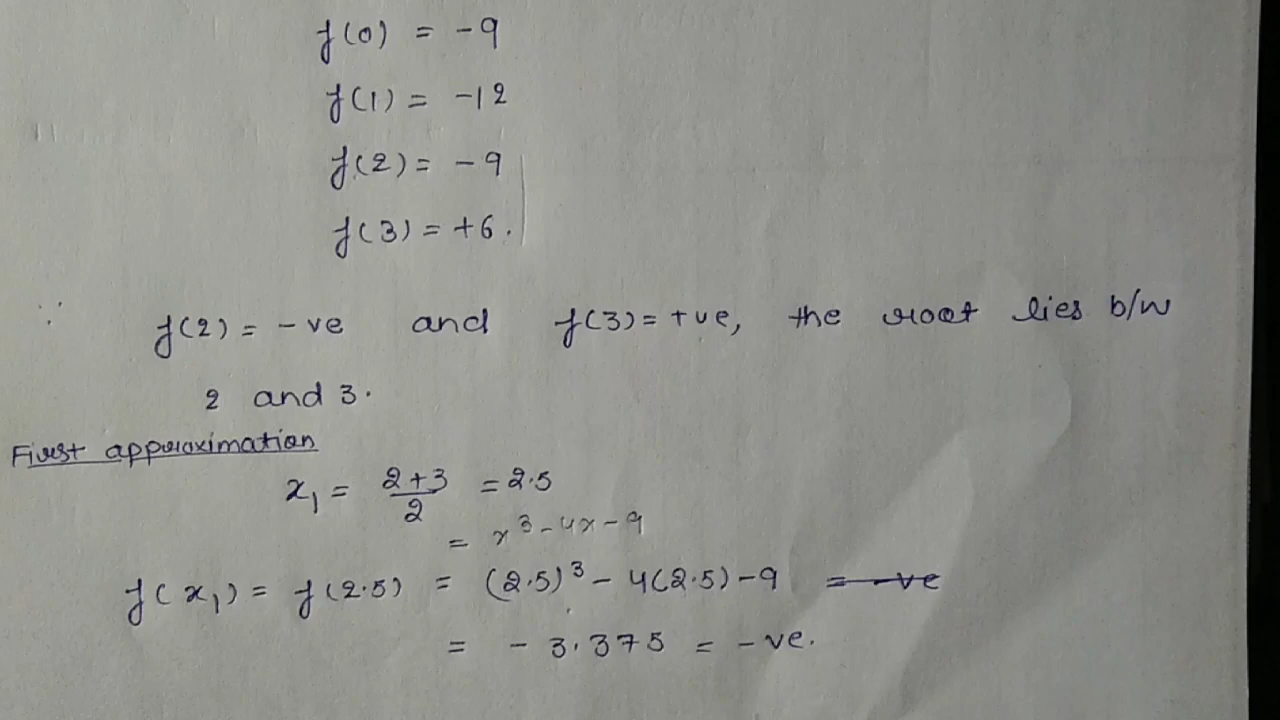 f(0) = -9
f(1) = -12
f(2) = -9
f(3) = +6.
∵ f(2) = -ve and f(3) = +ve, the root lies b/w
2 and 3.
First approximation
x₁ = (2+3)/2 = 2.5
= x³ - 4x - 9
f(x₁) = f(2.5) = (2.5)³ - 4(2.5) - 9 = -ve
= - 3.375 = -ve.